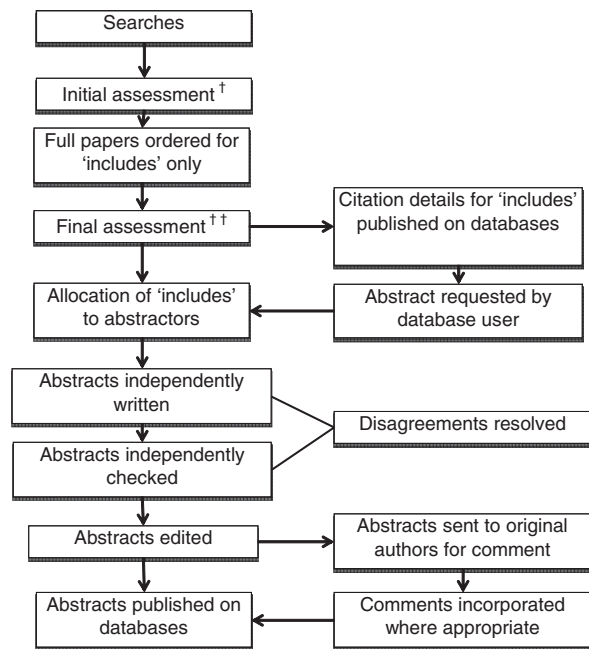 Searches
Initial assessment †
Full papers ordered for
‘includes’ only
Final assessment ††
Citation details for ‘includes’
published on databases
Allocation of ‘includes’
to abstractors
Abstract requested by
database user
Abstracts independently
written
Disagreements resolved
Abstracts independently
checked
Abstracts edited
Abstracts sent to original
authors for comment
Abstracts published on
databases
Comments incorporated
where appropriate